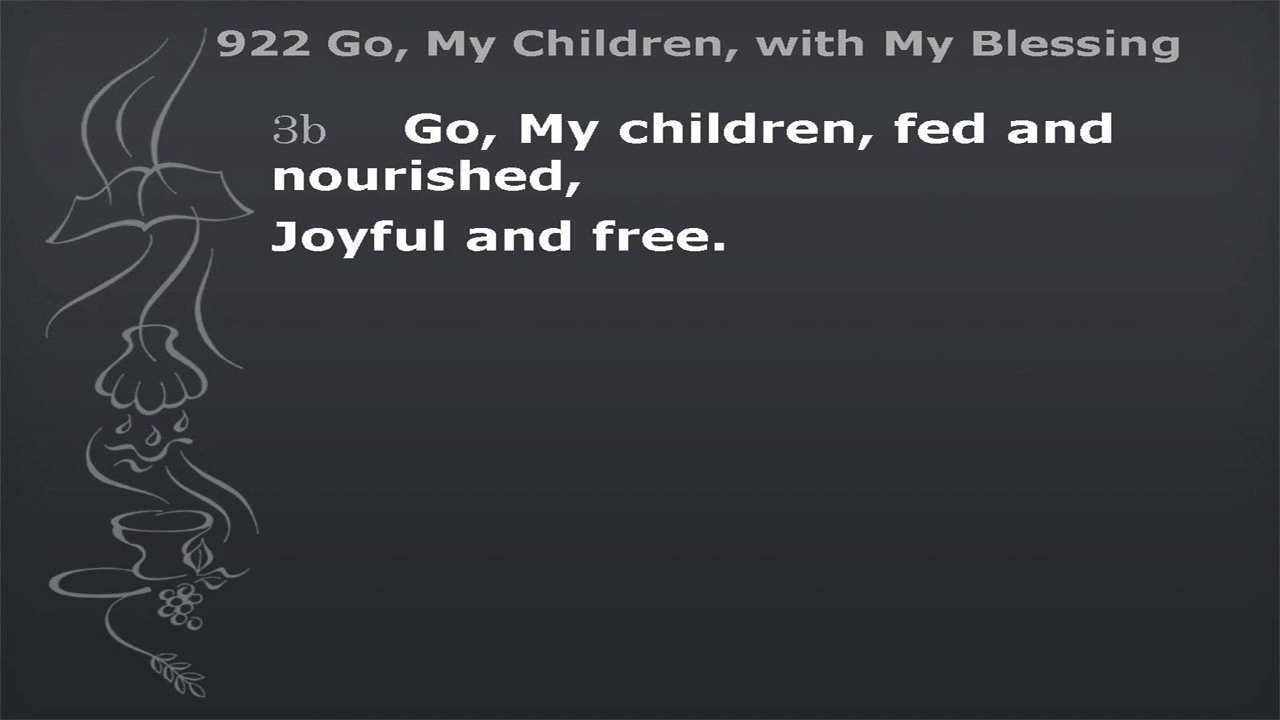 922 Go, My Children, with My Blessing
3b Go, My children, fed and
nourished,
Joyful and free.